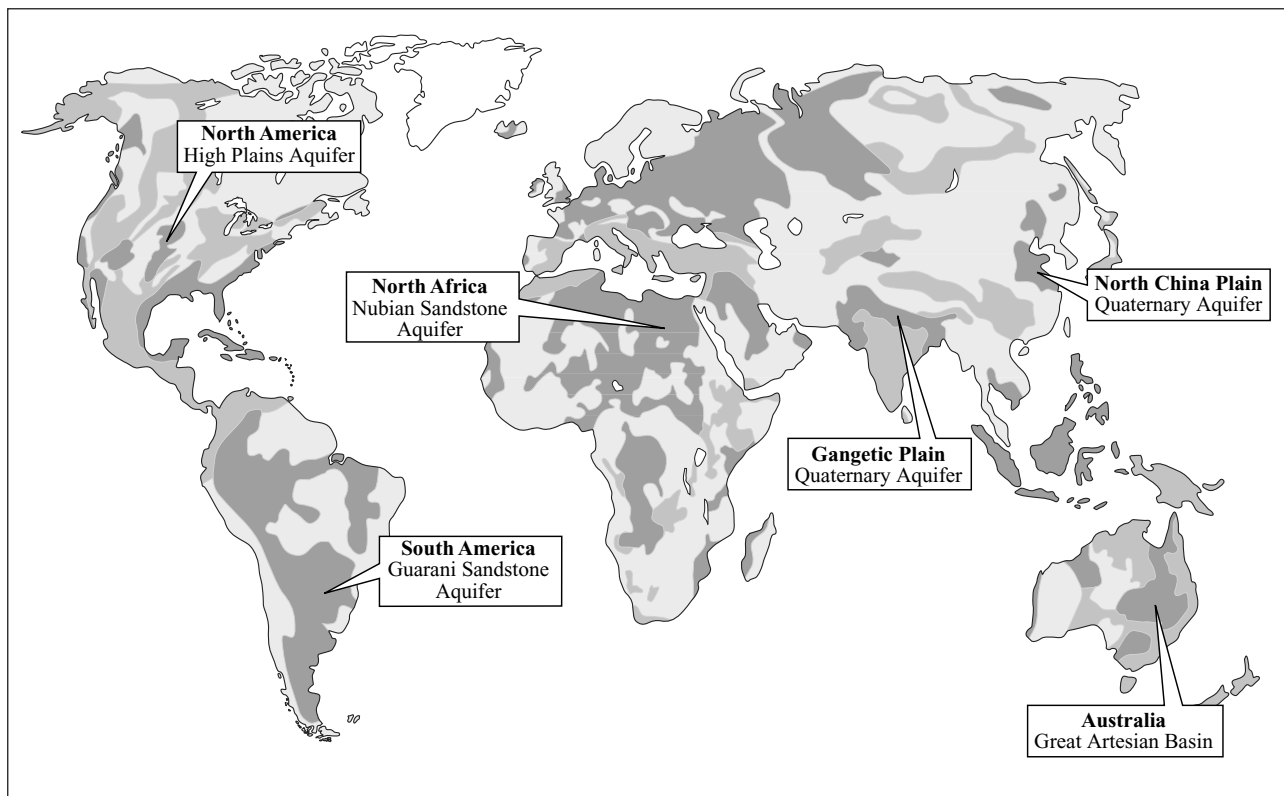 North America
High Plains Aquifer
North Africa
Nubian Sandstone
Aquifer
North China Plain
Quaternary Aquifer
Gangetic Plain
Quaternary Aquifer
South America
Guarani Sandstone
Aquifer
Australia
Great Artesian Basin